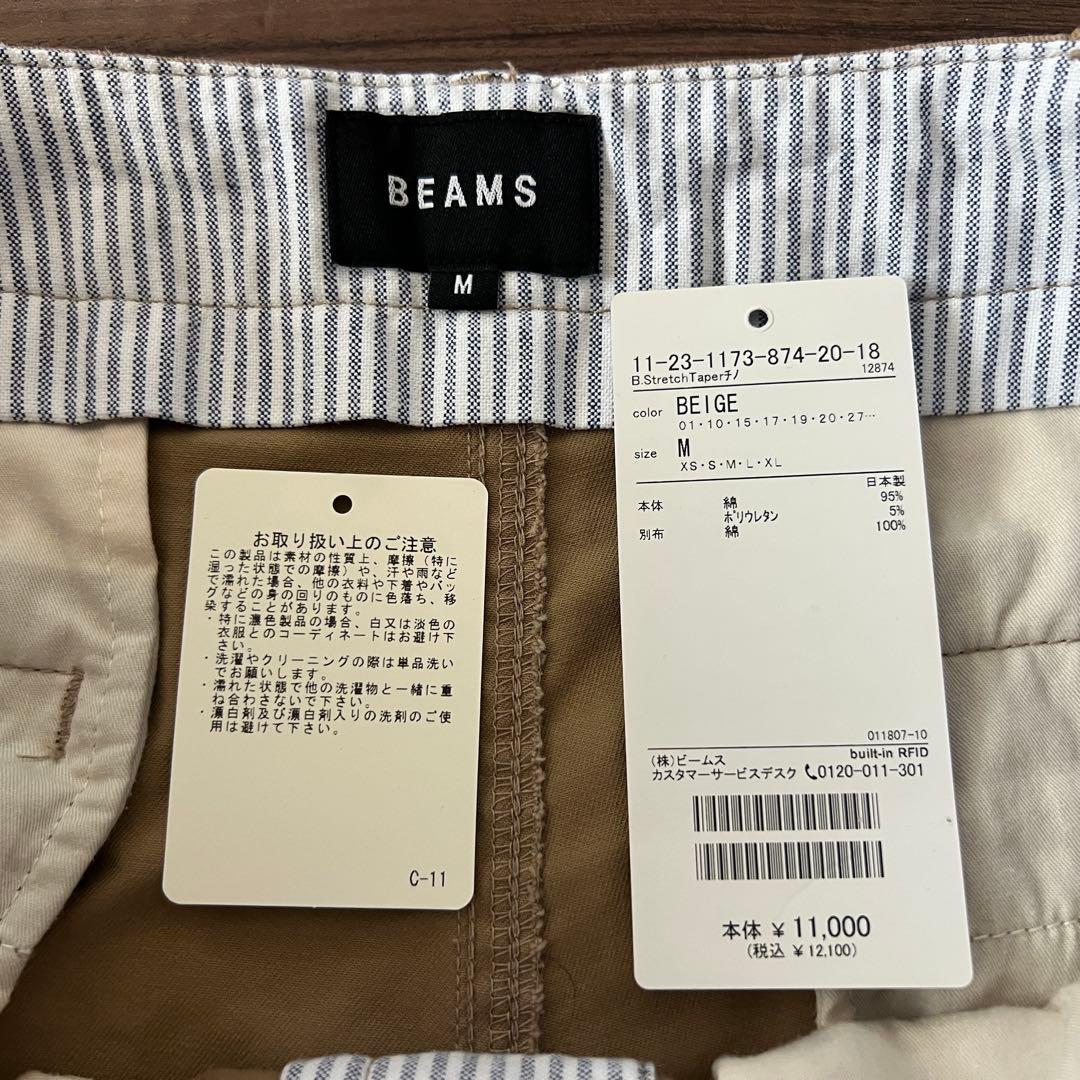 BEAMS
M
お取り扱い上のご注意
この製品は素材の性質上、摩擦（特に
湿った状態での摩擦）や、汗や雨など
で濡れた場合、他の衣料や下着やバッ
グなどの身の回りのものに色落ち、移
染することがあります。
・特に濃色製品の場合、白又は淡色の
衣服とのコーディネートはお避け下
さい。
・洗濯やクリーニングの際は単品洗い
でお願いします。
・濡れた状態で他の洗濯物と一緒に重
ね合わさないで下さい。
・漂白剤及び漂白剤入りの洗剤のご使
用は避けて下さい。
C-11
11-23-1173-874-20-18
B.StretchTaperﾁﾉ 12874
color BEIGE
01・10・15・17・19・20・27…
size M
XS・S・M・L・XL
日本製
本体 綿 95%
ﾎﾟﾘｳﾚﾀﾝ 5%
別布 綿 100%
011807-10
(株)ビームス built-in RFID
カスタマーサービスデスク 0120-011-301
本体 ¥ 11,000
(税込 ¥ 12,100)